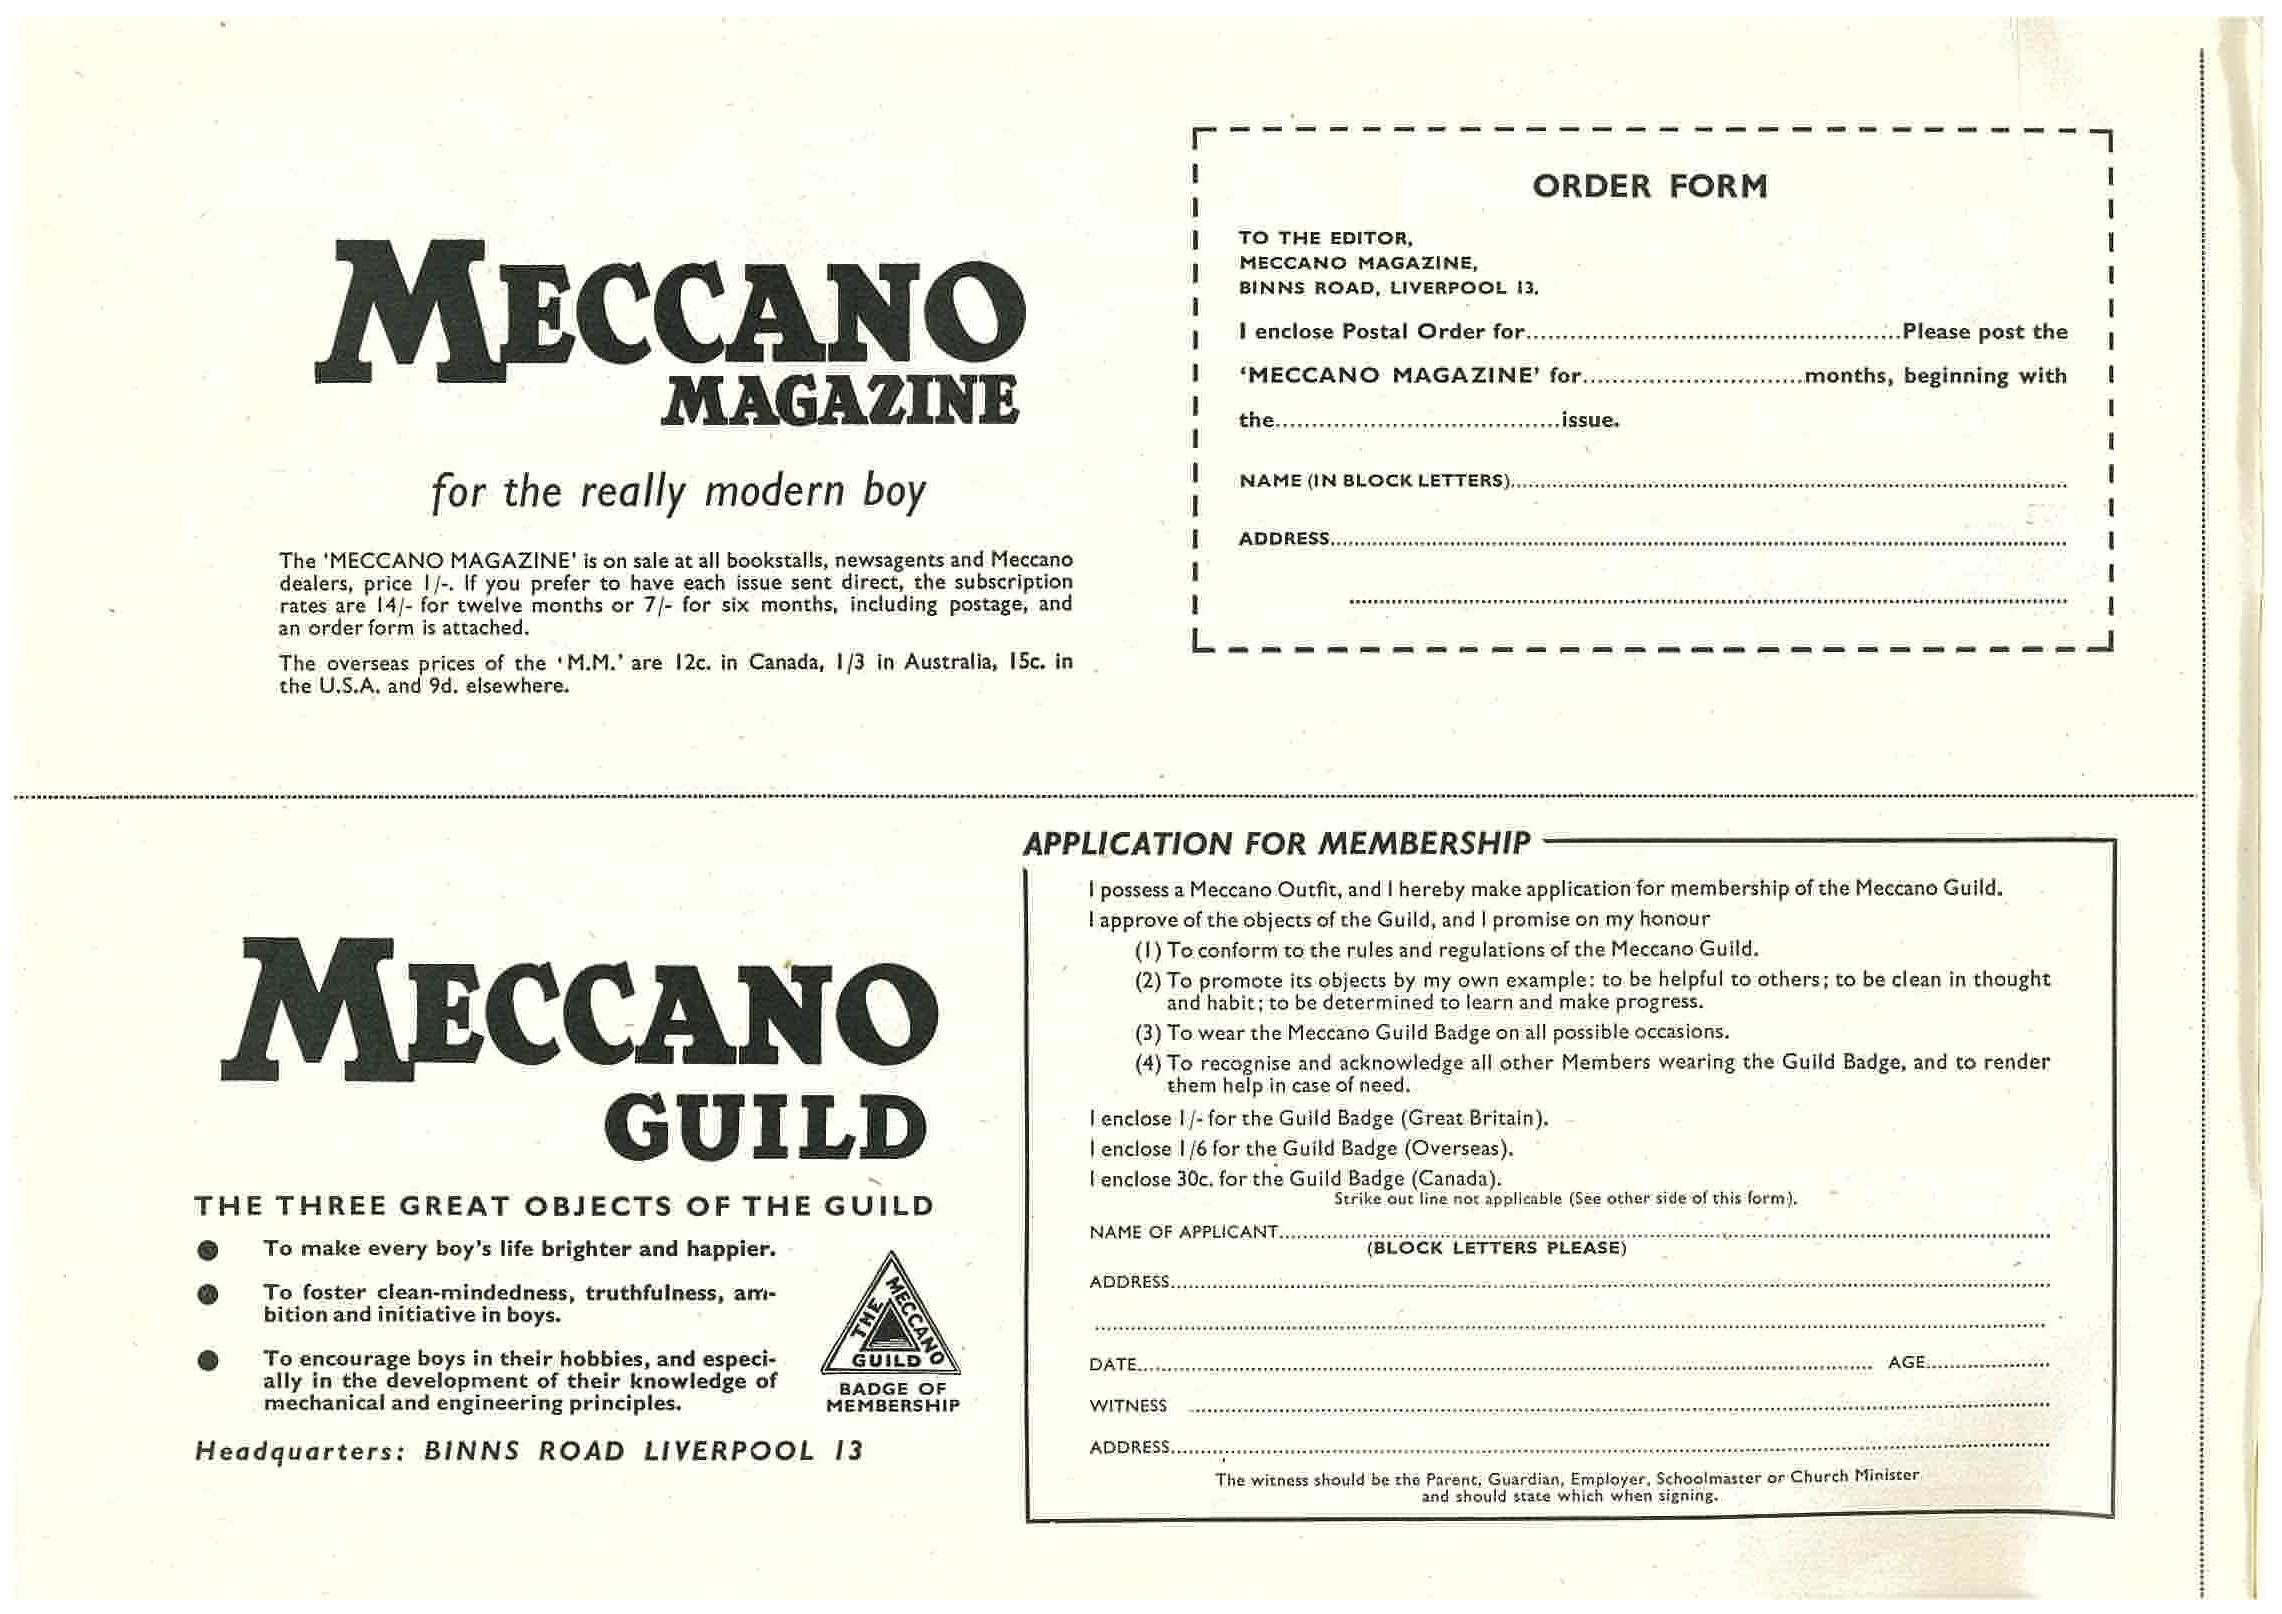 MECCANO
MAGAZINE
for the really modern boy
The 'MECCANO MAGAZINE' is on sale at all bookstalls, newsagents and Meccano
dealers, price 1/-. If you prefer to have each issue sent direct, the subscription
rates are 14/- for twelve months or 7/- for six months, including postage, and
an order form is attached.
The overseas prices of the 'M.M.' are 12c. in Canada, 1/3 in Australia, 15c. in
the U.S.A. and 9d. elsewhere.
ORDER FORM
TO THE EDITOR,
MECCANO MAGAZINE,
BINNS ROAD, LIVERPOOL 13.
I enclose Postal Order for..................................................Please post the
'MECCANO MAGAZINE' for..............................months, beginning with
the......................................issue.
NAME (IN BLOCK LETTERS)..........................................................................
ADDRESS..........................................................................
..........................................................................
MECCANO
GUILD
THE THREE GREAT OBJECTS OF THE GUILD
● To make every boy's life brighter and happier.
● To foster clean-mindedness, truthfulness, am-
bition and initiative in boys.
● To encourage boys in their hobbies, and especi-
ally in the development of their knowledge of
mechanical and engineering principles.
THE MECCANO GUILD
BADGE OF
MEMBERSHIP
Headquarters: BINNS ROAD LIVERPOOL 13
APPLICATION FOR MEMBERSHIP
I possess a Meccano Outfit, and I hereby make application for membership of the Meccano Guild.
I approve of the objects of the Guild, and I promise on my honour
(1) To conform to the rules and regulations of the Meccano Guild.
(2) To promote its objects by my own example: to be helpful to others; to be clean in thought
and habit; to be determined to learn and make progress.
(3) To wear the Meccano Guild Badge on all possible occasions.
(4) To recognise and acknowledge all other Members wearing the Guild Badge, and to render
them help in case of need.
I enclose 1/- for the Guild Badge (Great Britain).
I enclose 1/6 for the Guild Badge (Overseas).
I enclose 30c. for the Guild Badge (Canada).
Strike out line not applicable (See other side of this form).
NAME OF APPLICANT..........................................................................
(BLOCK LETTERS PLEASE)
ADDRESS..........................................................................
..........................................................................
DATE.......................................................................... AGE....................
WITNESS ..........................................................................
ADDRESS..........................................................................
The witness should be the Parent, Guardian, Employer, Schoolmaster or Church Minister
and should state which when signing.